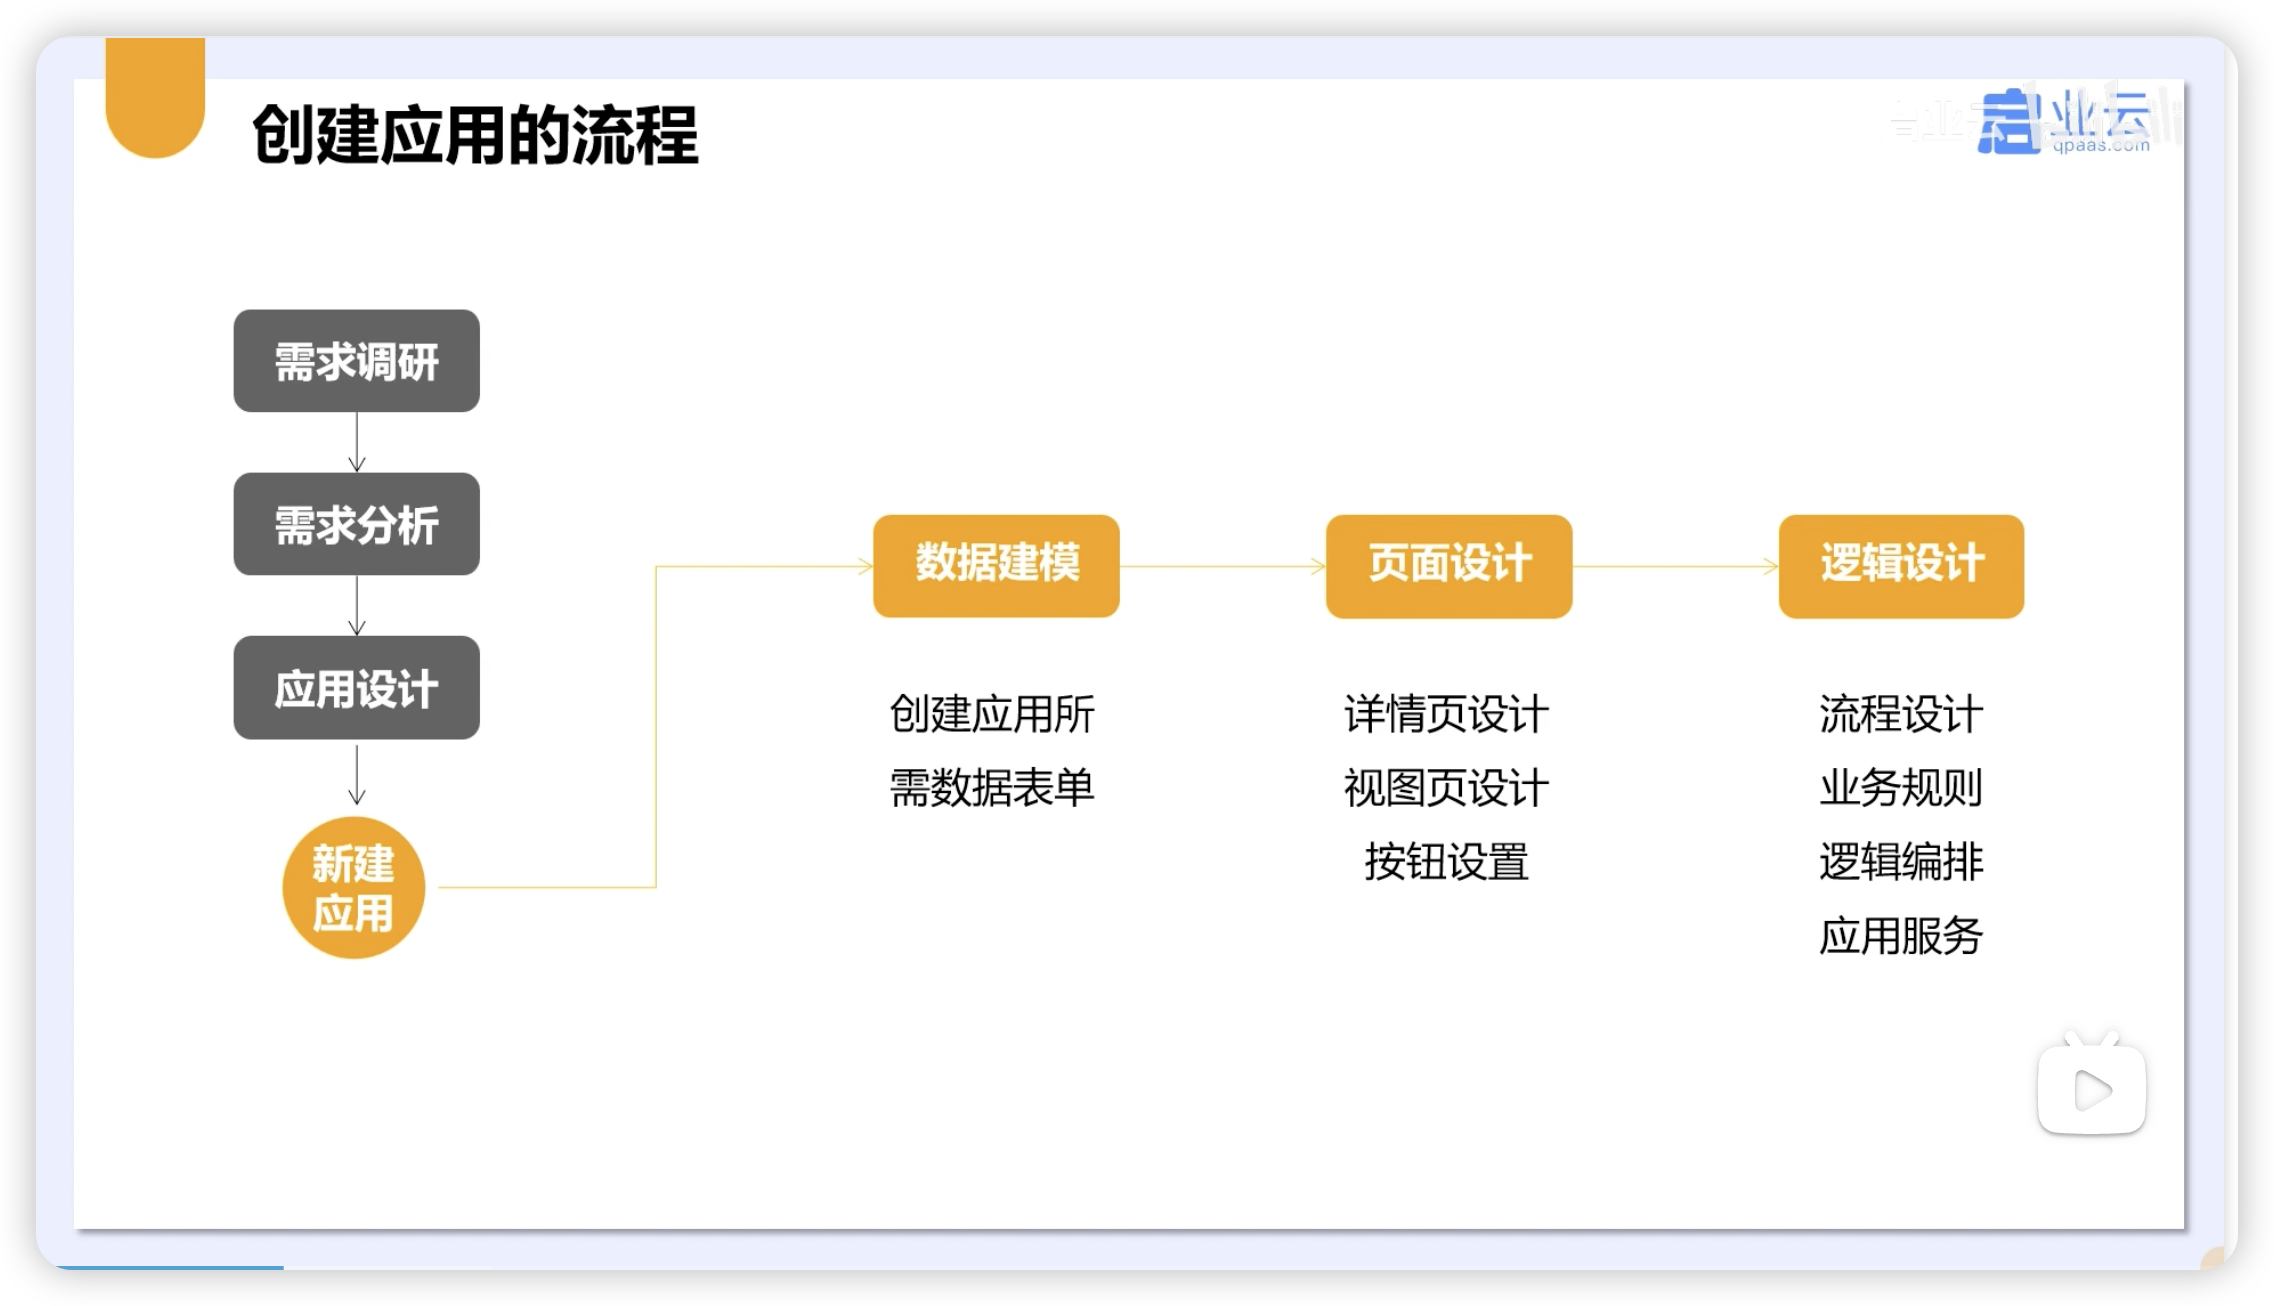 创建应用的流程
启业云
qpaas.com
需求调研
需求分析
应用设计
新建
应用
数据建模
创建应用所
需数据表单
页面设计
详情页设计
视图页设计
按钮设置
逻辑设计
流程设计
业务规则
逻辑编排
应用服务